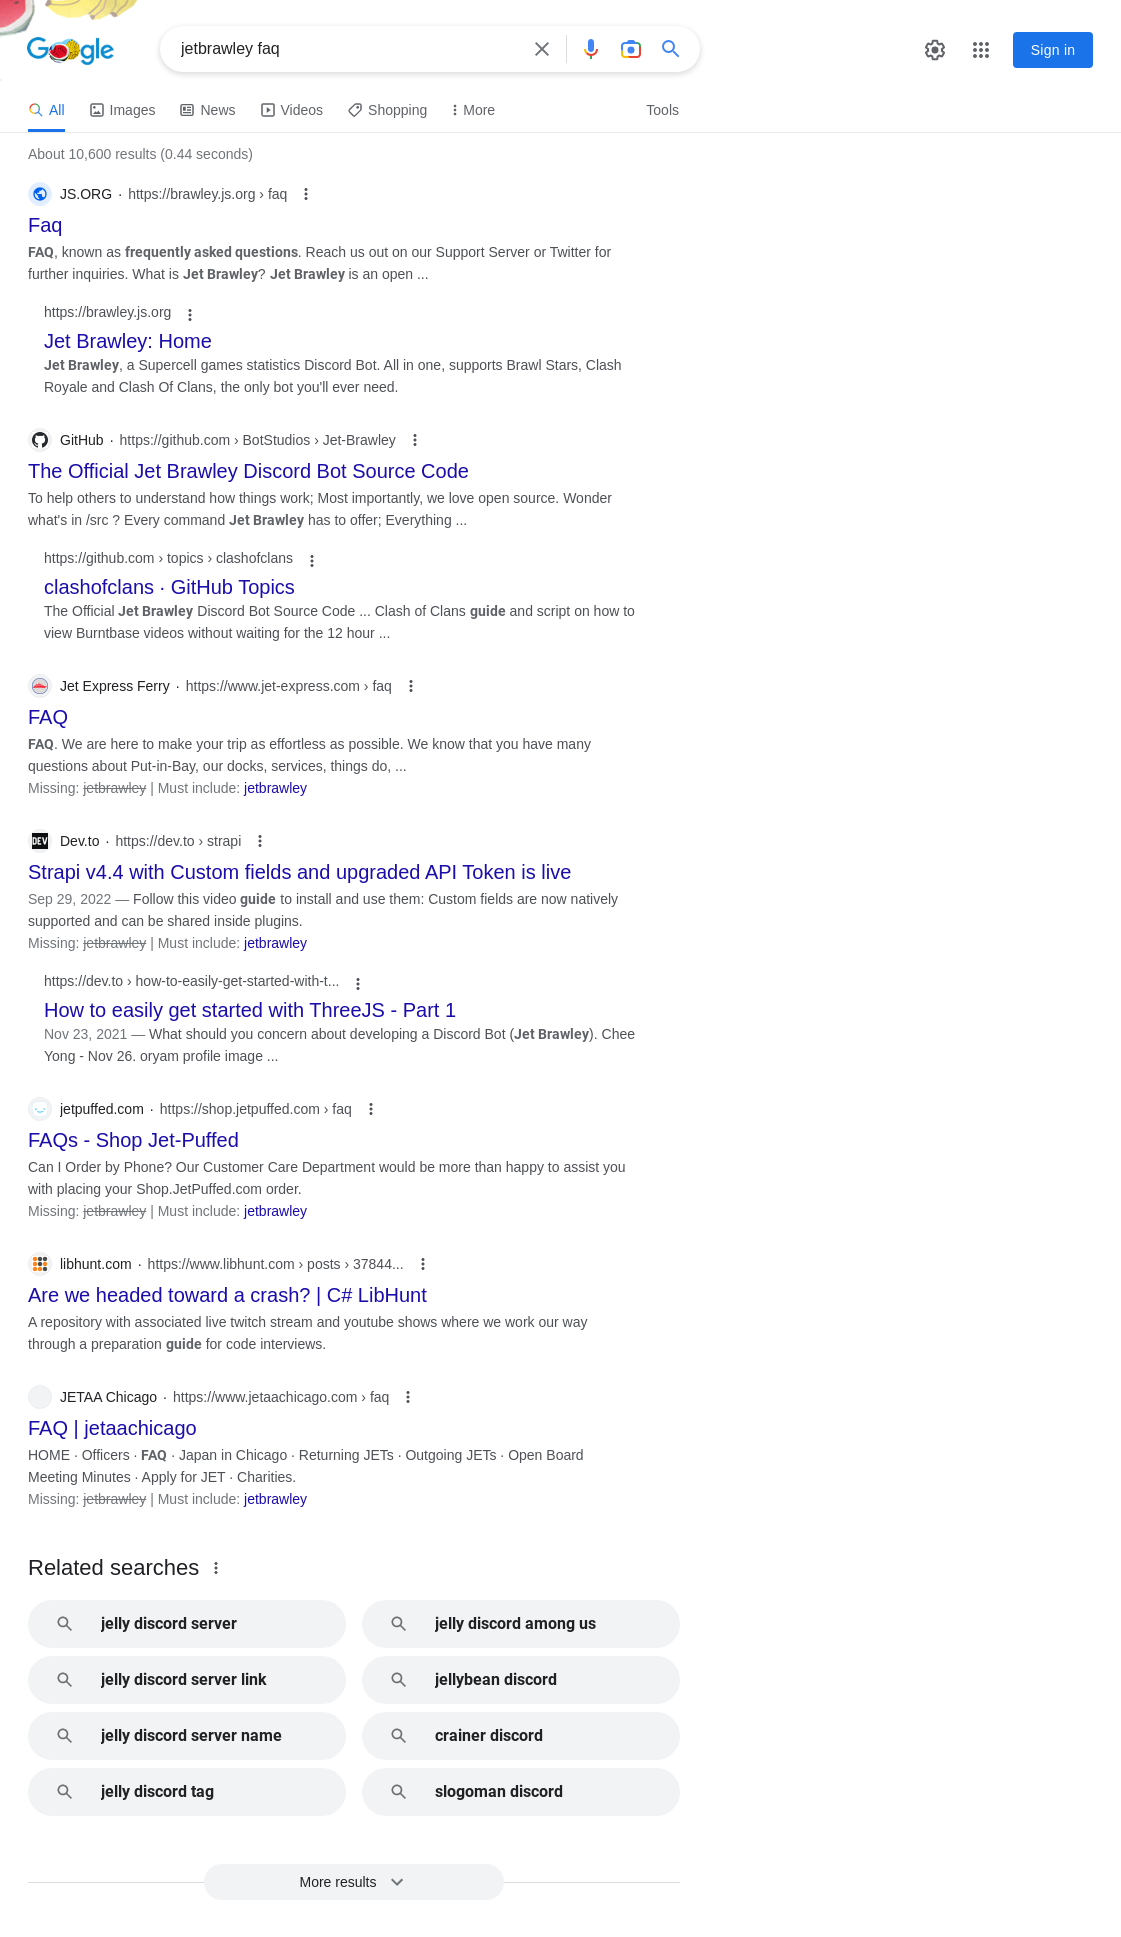 Google
jetbrawley faq
Sign in
All
Images
News
Videos
Shopping
More
Tools
About 10,600 results (0.44 seconds)
JS.ORG · https://brawley.js.org › faq
Faq
FAQ, known as frequently asked questions. Reach us out on our Support Server or Twitter for
further inquiries. What is Jet Brawley? Jet Brawley is an open ...
https://brawley.js.org
Jet Brawley: Home
Jet Brawley, a Supercell games statistics Discord Bot. All in one, supports Brawl Stars, Clash
Royale and Clash Of Clans, the only bot you'll ever need.
GitHub · https://github.com › BotStudios › Jet-Brawley
The Official Jet Brawley Discord Bot Source Code
To help others to understand how things work; Most importantly, we love open source. Wonder
what's in /src ? Every command Jet Brawley has to offer; Everything ...
https://github.com › topics › clashofclans
clashofclans · GitHub Topics
The Official Jet Brawley Discord Bot Source Code ... Clash of Clans guide and script on how to
view Burntbase videos without waiting for the 12 hour ...
Jet Express Ferry · https://www.jet-express.com › faq
FAQ
FAQ. We are here to make your trip as effortless as possible. We know that you have many
questions about Put-in-Bay, our docks, services, things do, ...
Missing: jetbrawley | Must include: jetbrawley
DEV
Dev.to · https://dev.to › strapi
Strapi v4.4 with Custom fields and upgraded API Token is live
Sep 29, 2022 — Follow this video guide to install and use them: Custom fields are now natively
supported and can be shared inside plugins.
Missing: jetbrawley | Must include: jetbrawley
https://dev.to › how-to-easily-get-started-with-t...
How to easily get started with ThreeJS - Part 1
Nov 23, 2021 — What should you concern about developing a Discord Bot (Jet Brawley). Chee
Yong - Nov 26. oryam profile image ...
jetpuffed.com · https://shop.jetpuffed.com › faq
FAQs - Shop Jet-Puffed
Can I Order by Phone? Our Customer Care Department would be more than happy to assist you
with placing your Shop.JetPuffed.com order.
Missing: jetbrawley | Must include: jetbrawley
libhunt.com · https://www.libhunt.com › posts › 37844...
Are we headed toward a crash? | C# LibHunt
A repository with associated live twitch stream and youtube shows where we work our way
through a preparation guide for code interviews.
JETAA Chicago · https://www.jetaachicago.com › faq
FAQ | jetaachicago
HOME · Officers · FAQ · Japan in Chicago · Returning JETs · Outgoing JETs · Open Board
Meeting Minutes · Apply for JET · Charities.
Missing: jetbrawley | Must include: jetbrawley
Related searches
jelly discord server
jelly discord among us
jelly discord server link
jellybean discord
jelly discord server name
crainer discord
jelly discord tag
slogoman discord
More results